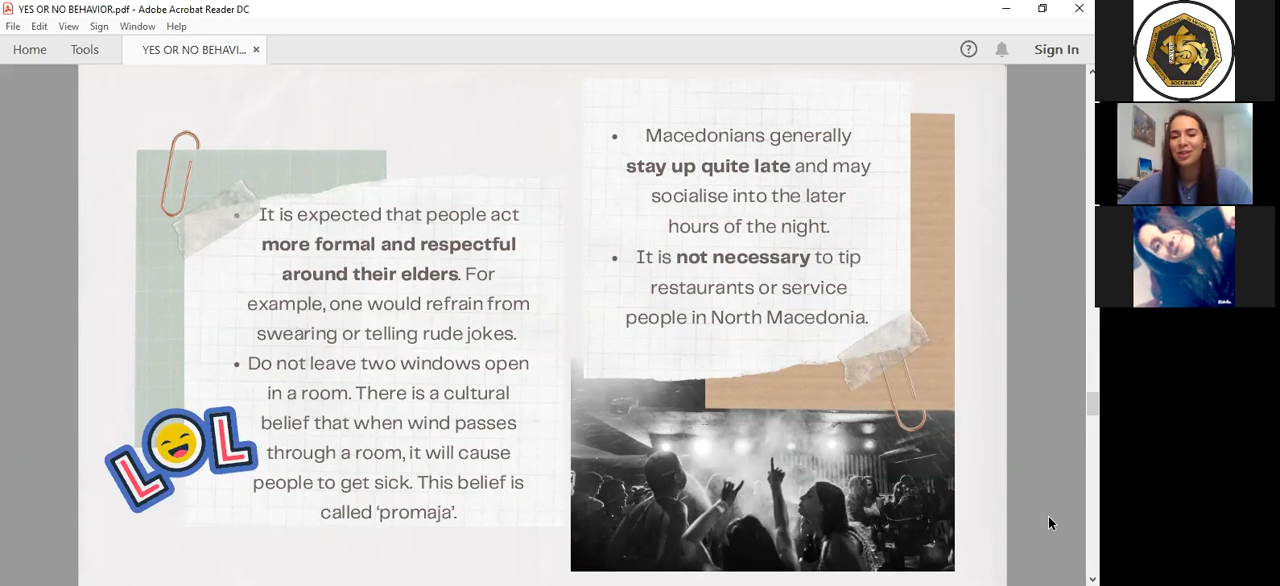 YES OR NO BEHAVIOR.pdf - Adobe Acrobat Reader DC
File Edit View Sign Window Help
Home Tools YES OR NO BEHAVI... × Sign In
• It is expected that people act
more formal and respectful
around their elders. For
example, one would refrain from
swearing or telling rude jokes.
• Do not leave two windows open
in a room. There is a cultural
belief that when wind passes
through a room, it will cause
people to get sick. This belief is
called ‘promaja’.
LOL
• Macedonians generally
stay up quite late and may
socialise into the later
hours of the night.
• It is not necessary to tip
restaurants or service
people in North Macedonia.
15